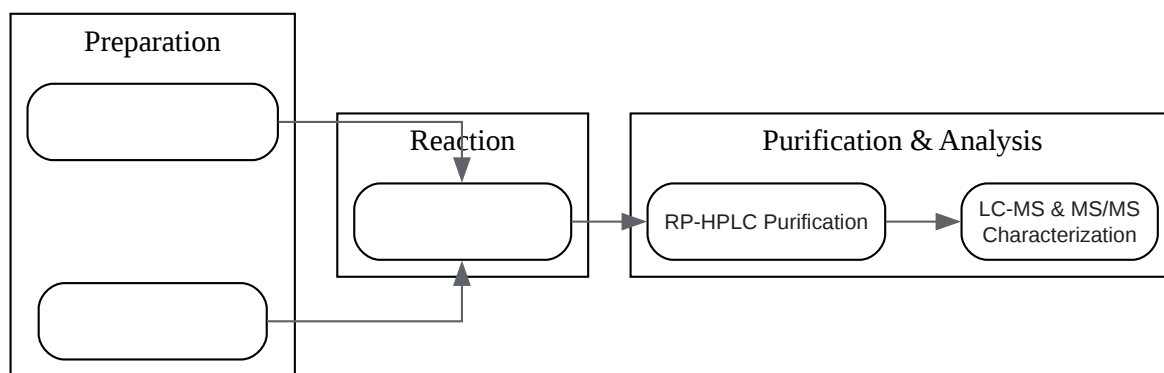 Preparation
Reaction
Purification & Analysis
RP-HPLC Purification
LC-MS & MS/MS
Characterization